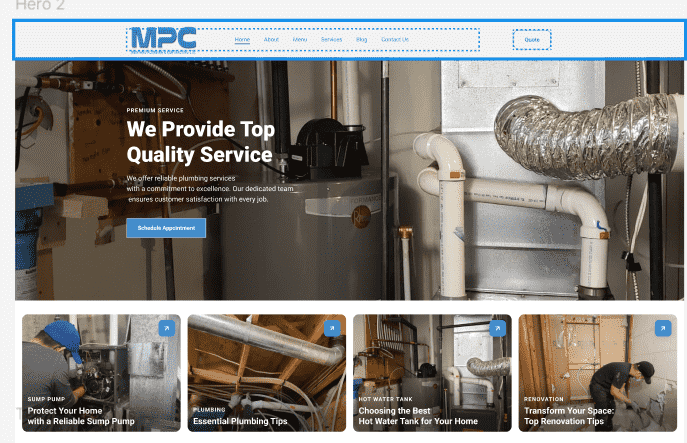 Hero 2
MPC
Home About Menu Services Blog Contact Us
Quote
PREMIUM SERVICE
We Provide Top
Quality Service
We offer reliable plumbing services
with a commitment to excellence. Our dedicated team
ensures customer satisfaction with every job.
Schedule Appointment
SUMP PUMP
Protect Your Home
with a Reliable Sump Pump
PLUMBING
Essential Plumbing Tips
HOT WATER TANK
Choosing the Best
Hot Water Tank for Your Home
RENOVATION
Transform Your Space:
Top Renovation Tips